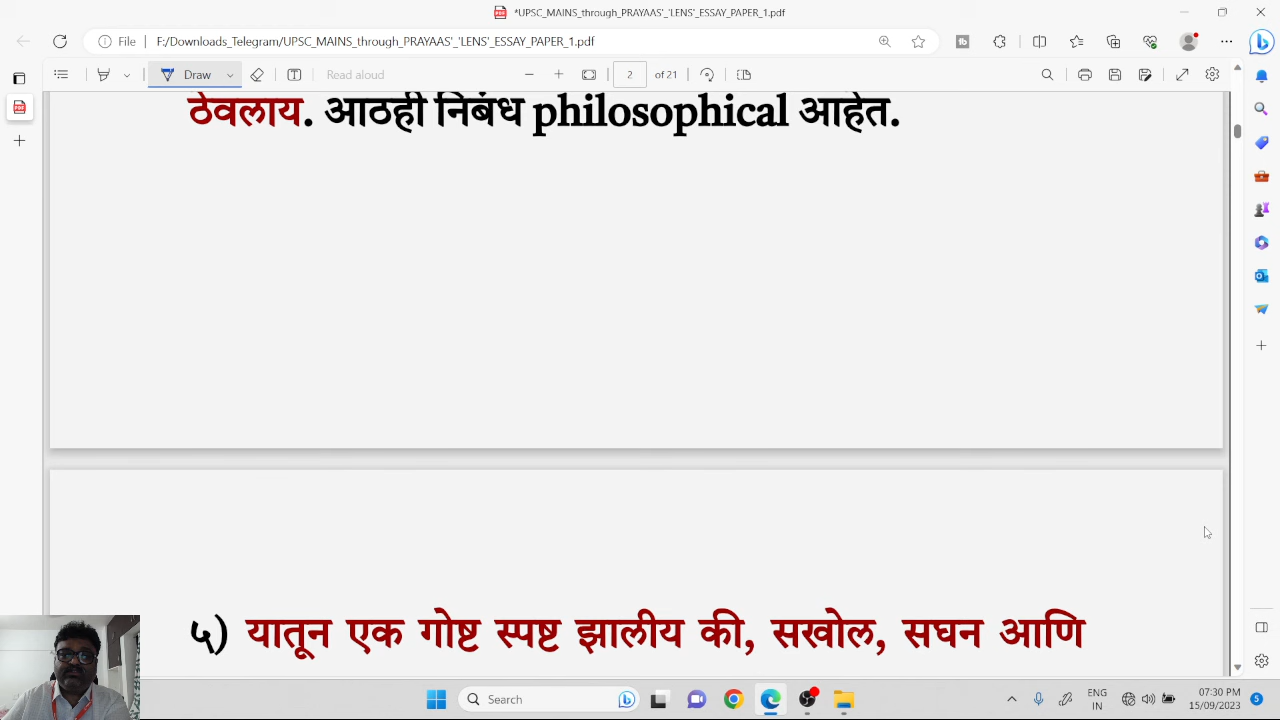 *UPSC_MAINS_through_PRAYAAS'_'LENS'_ESSAY_PAPER_1.pdf
File F:/Downloads_Telegram/UPSC_MAINS_through_PRAYAAS'_'LENS'_ESSAY_PAPER_1.pdf
Draw Read aloud 2 of 21
ठेवलाय. आठही निबंध philosophical आहेत.
५) यातून एक गोष्ट स्पष्ट झालीय की, सखोल, सघन आणि
Search ENG IN 07:30 PM 15/09/2023 5